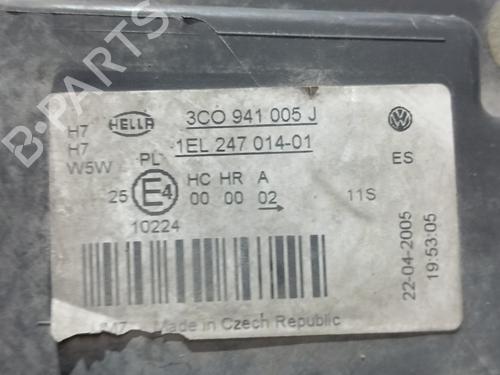 B-PARTS
HELLA
3C0 941 005 J
1EL 247 014-01
H7
H7
W5W
PL
25
E4
HC HR A
00 00 02
10224
ES
11S
22-04-2005
19:53:05
Made in Czech Republic